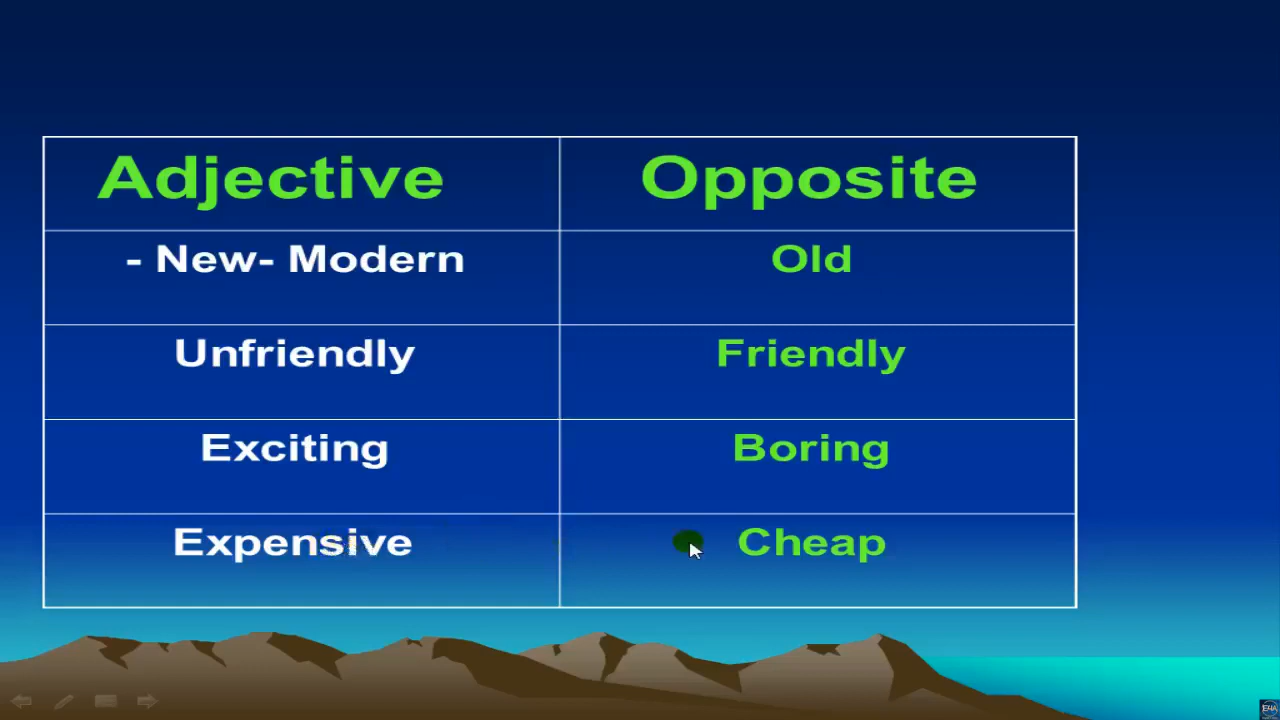 Adjective Opposite
- New- Modern Old
Unfriendly Friendly
Exciting Boring
Expensive Cheap